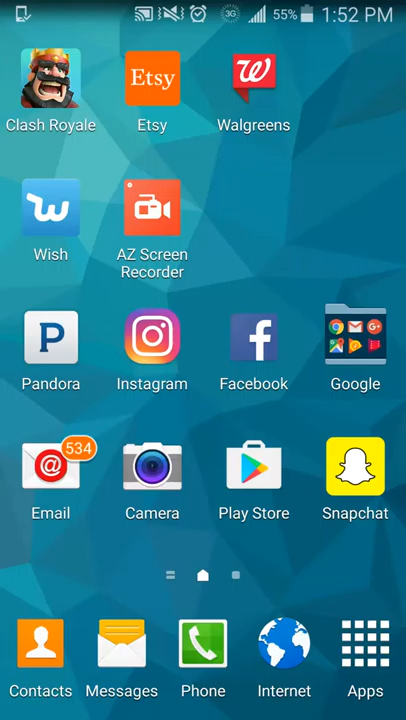 3G 55% 1:52 PM
Etsy
Clash Royale Etsy Walgreens
Wish AZ Screen
Recorder
P
Pandora Instagram Facebook Google
534
Email Camera Play Store Snapchat
Contacts Messages Phone Internet Apps